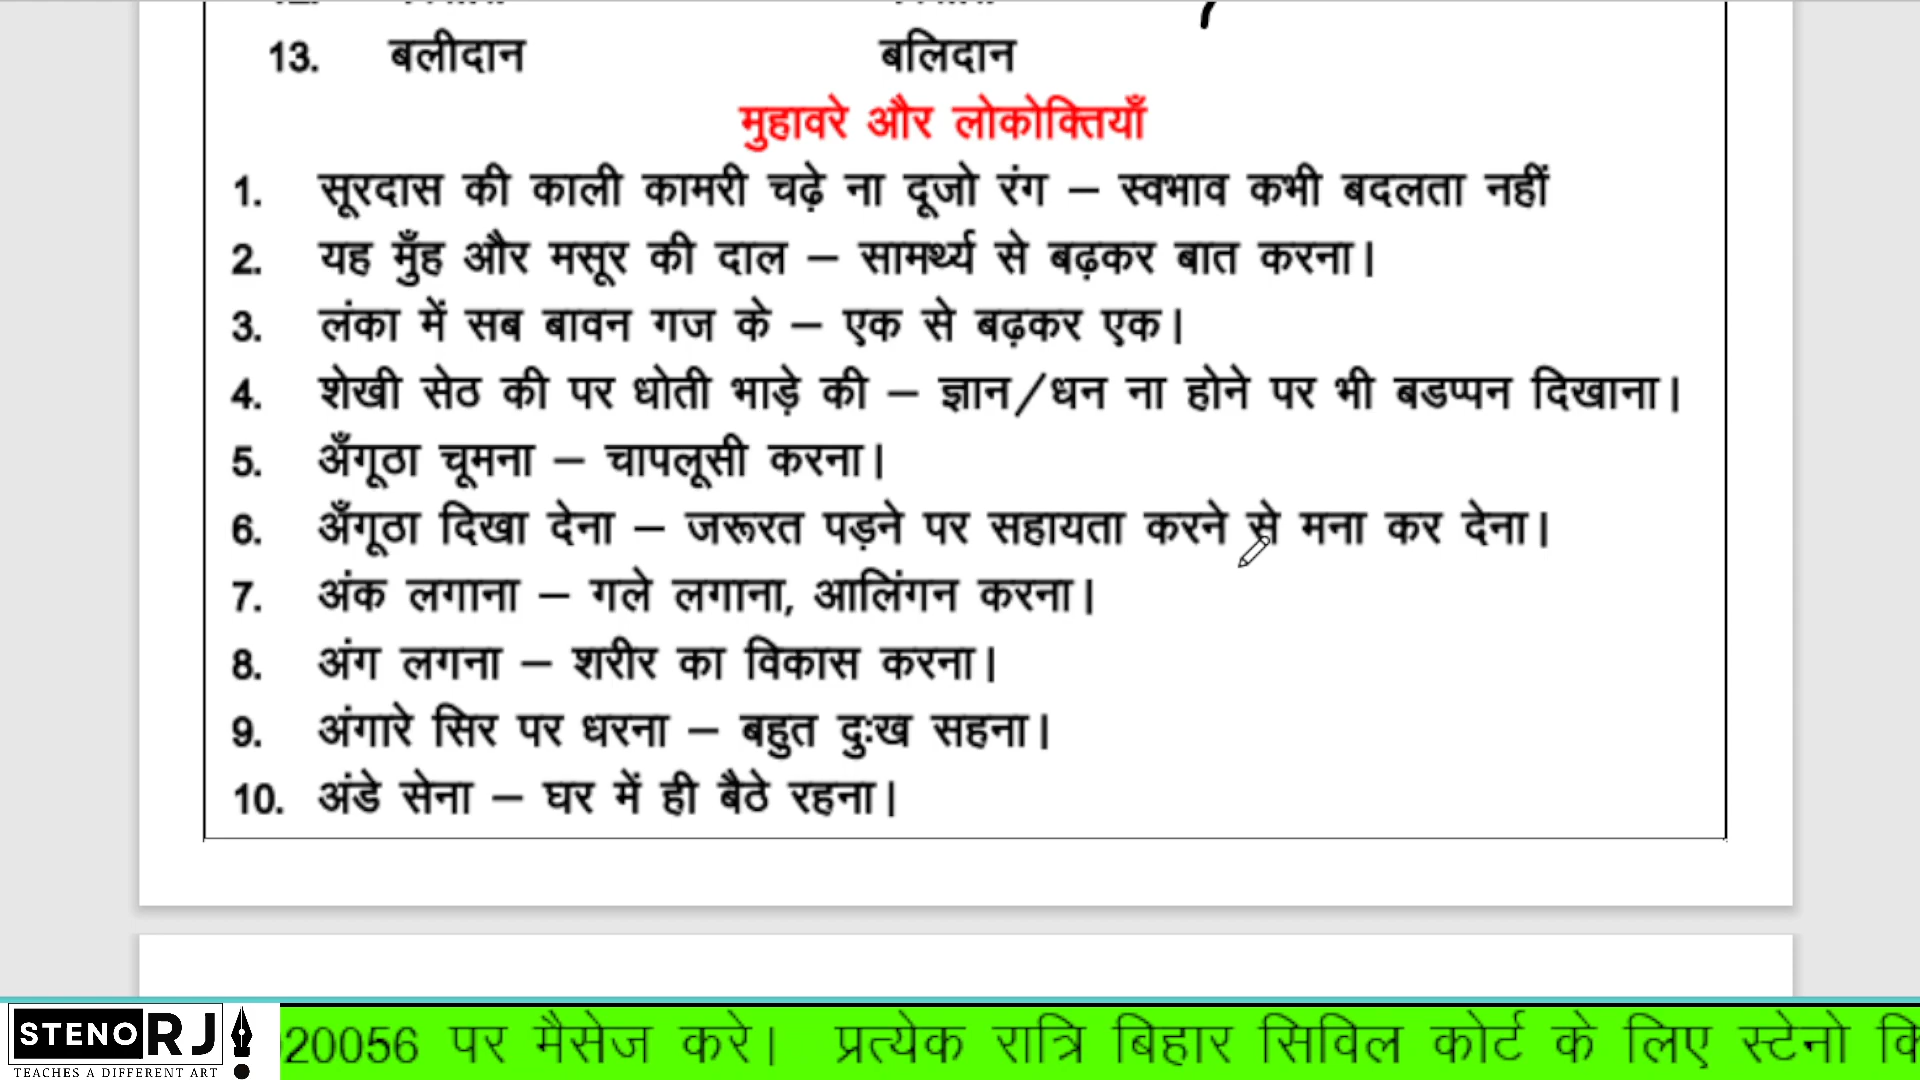 13. बलीदान बलिदान
मुहावरे और लोकोक्तियाँ
1. सूरदास की काली कामरी चढ़े ना दूजो रंग – स्वभाव कभी बदलता नहीं
2. यह मुँह और मसूर की दाल – सामर्थ्य से बढ़कर बात करना।
3. लंका में सब बावन गज के – एक से बढ़कर एक।
4. शेखी सेठ की पर धोती भाड़े की – ज्ञान/धन ना होने पर भी बडप्पन दिखाना।
5. अँगूठा चूमना – चापलूसी करना।
6. अँगूठा दिखा देना – जरूरत पड़ने पर सहायता करने से मना कर देना।
7. अंक लगाना – गले लगाना, आलिंगन करना।
8. अंग लगना – शरीर का विकास करना।
9. अंगारे सिर पर धरना – बहुत दुःख सहना।
10. अंडे सेना – घर में ही बैठे रहना।
STENO RJ
TEACHES A DIFFERENT ART
20056 पर मैसेज करे। प्रत्येक रात्रि बिहार सिविल कोर्ट के लिए स्टेनो